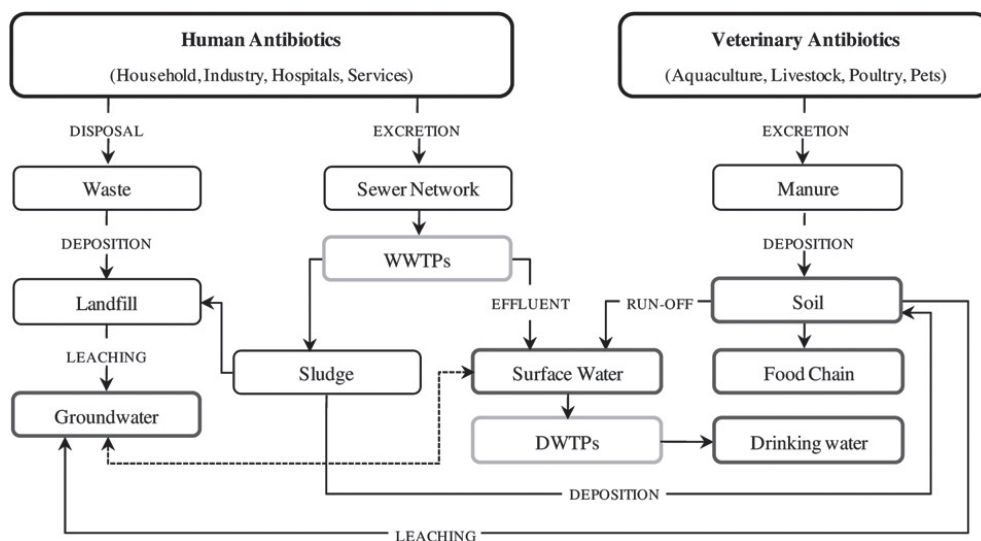 Human Antibiotics
(Household, Industry, Hospitals, Services)
Veterinary Antibiotics
(Aquaculture, Livestock, Poultry, Pets)
DISPOSAL
EXCRETION
EXCRETION
Waste
Sewer Network
Manure
DEPOSITION
WWTPs
DEPOSITION
Landfill
EFFLUENT
RUN-OFF
Soil
LEACHING
Sludge
Surface Water
Food Chain
Groundwater
DWTPs
Drinking water
DEPOSITION
LEACHING